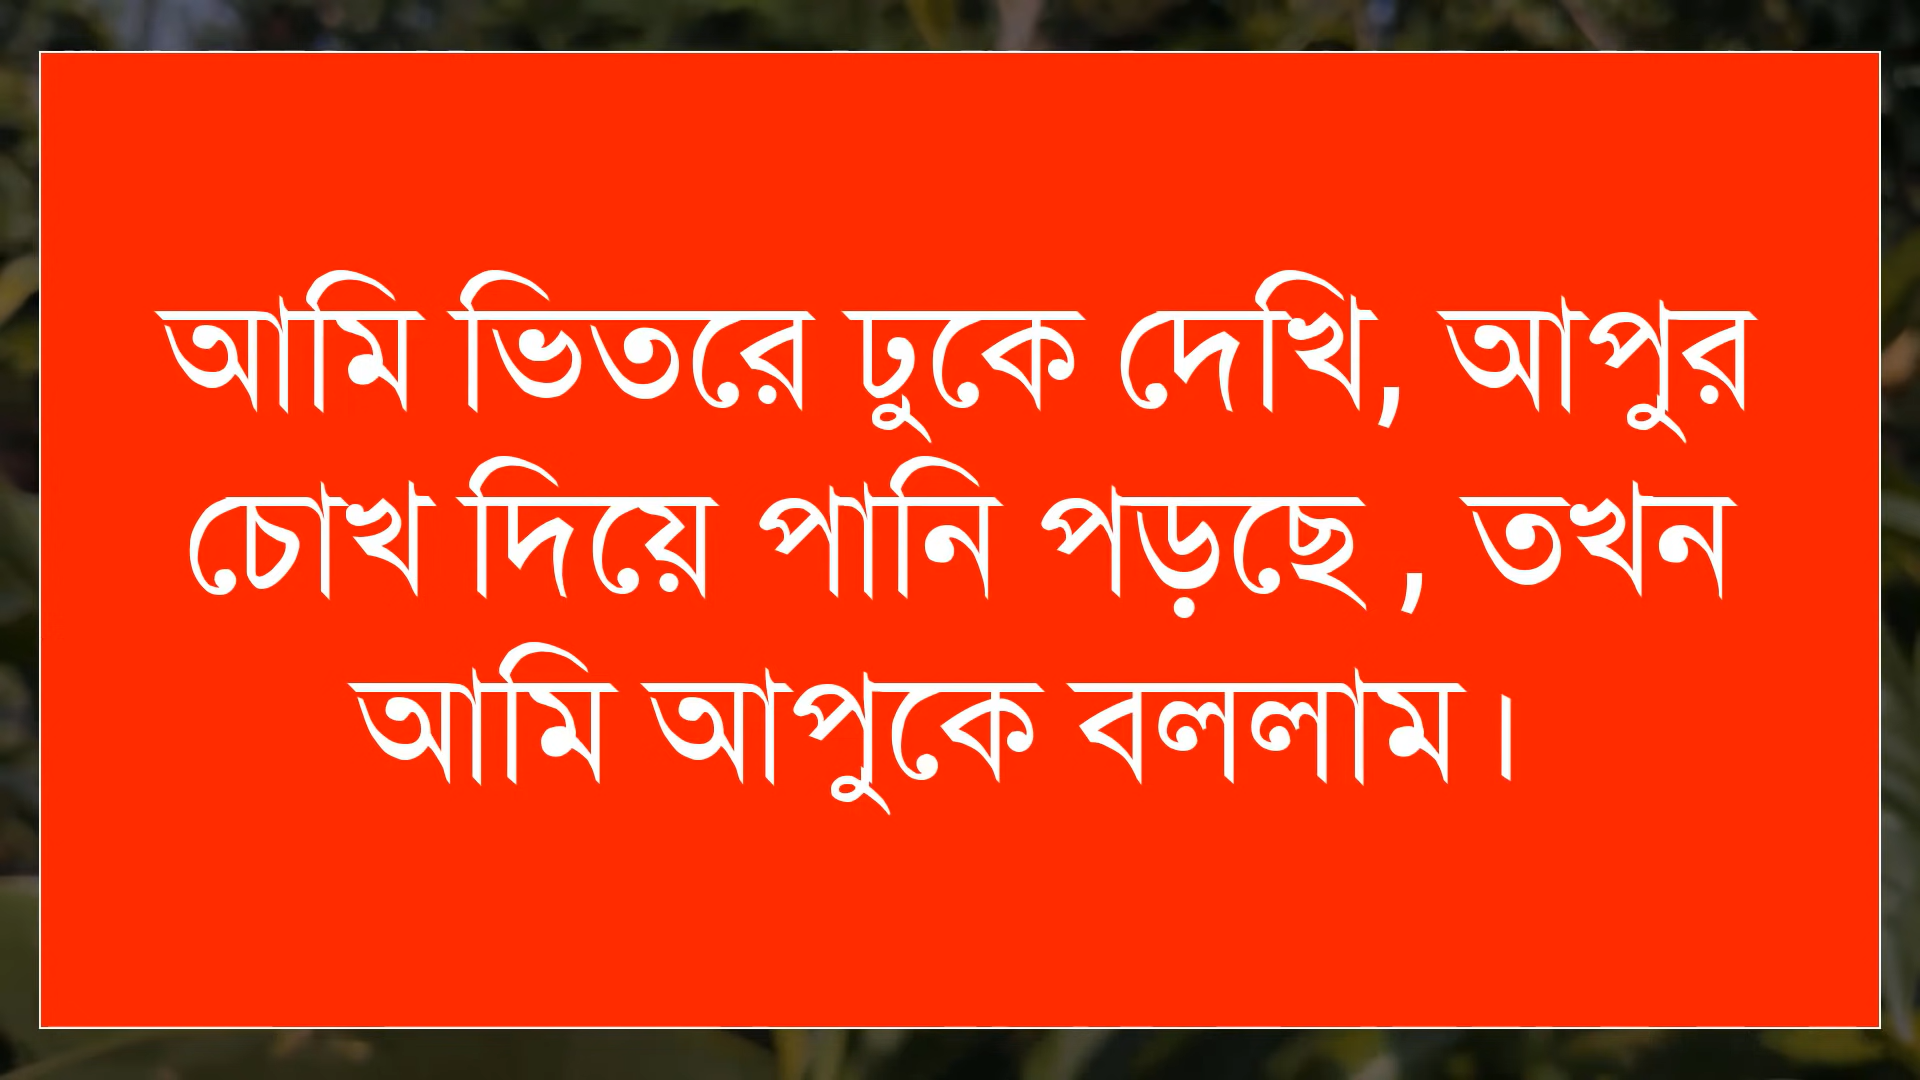 আমি ভিতরে ঢুকে দেখি, আপুর
চোখ দিয়ে পানি পড়ছে , তখন
আমি আপুকে বললাম।